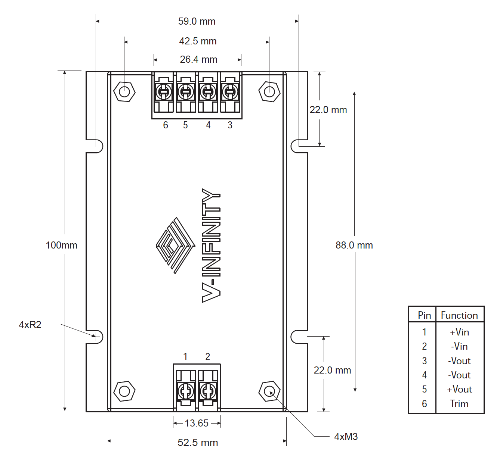 59.0 mm
42.5 mm
26.4 mm
6 5 4 3
22.0 mm
V-INFINITY
100mm
88.0 mm
4xR2
1 2
22.0 mm
13.65
52.5 mm
4xM3
Pin Function
1 +Vin
2 -Vin
3 -Vout
4 -Vout
5 +Vout
6 Trim